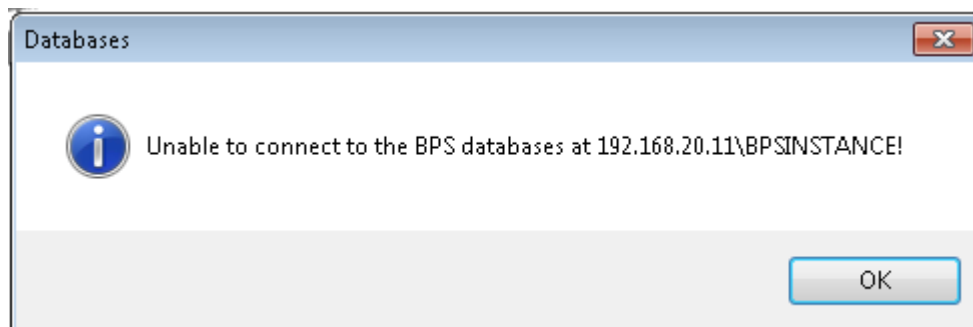 Databases
Unable to connect to the BPS databases at 192.168.20.11\BPSINSTANCE!
OK